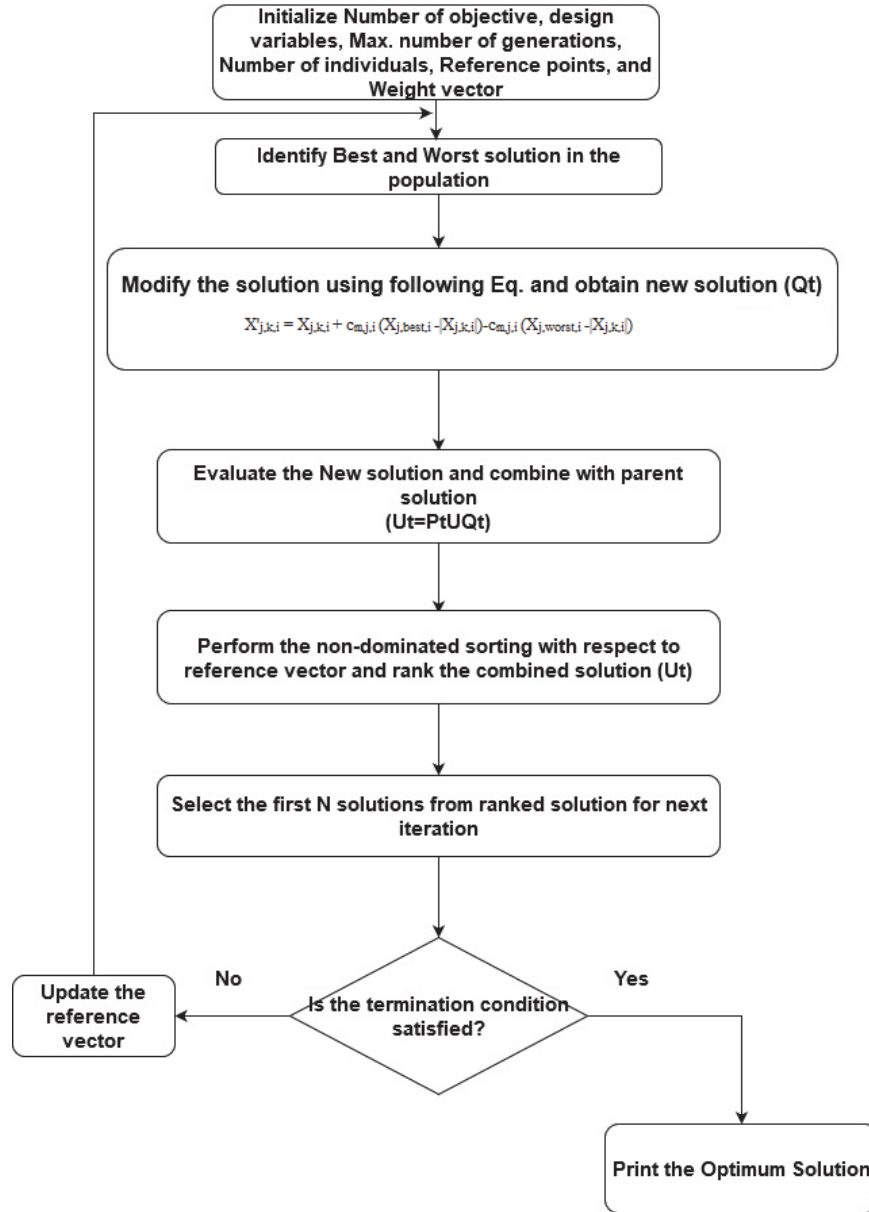 Initialize Number of objective, design
variables, Max. number of generations,
Number of individuals, Reference points, and
Weight vector
Identify Best and Worst solution in the
population
Modify the solution using following Eq. and obtain new solution (Qt)
X'j,k,i = Xj,k,i + cm,j,i (Xj,best,i -|Xj,k,i|)-cm,j,i (Xj,worst,i -|Xj,k,i|)
Evaluate the New solution and combine with parent
solution
(Ut=PtUQt)
Perform the non-dominated sorting with respect to
reference vector and rank the combined solution (Ut)
Select the first N solutions from ranked solution for next
iteration
No
Yes
Is the termination condition
satisfied?
Update the
reference
vector
Print the Optimum Solution